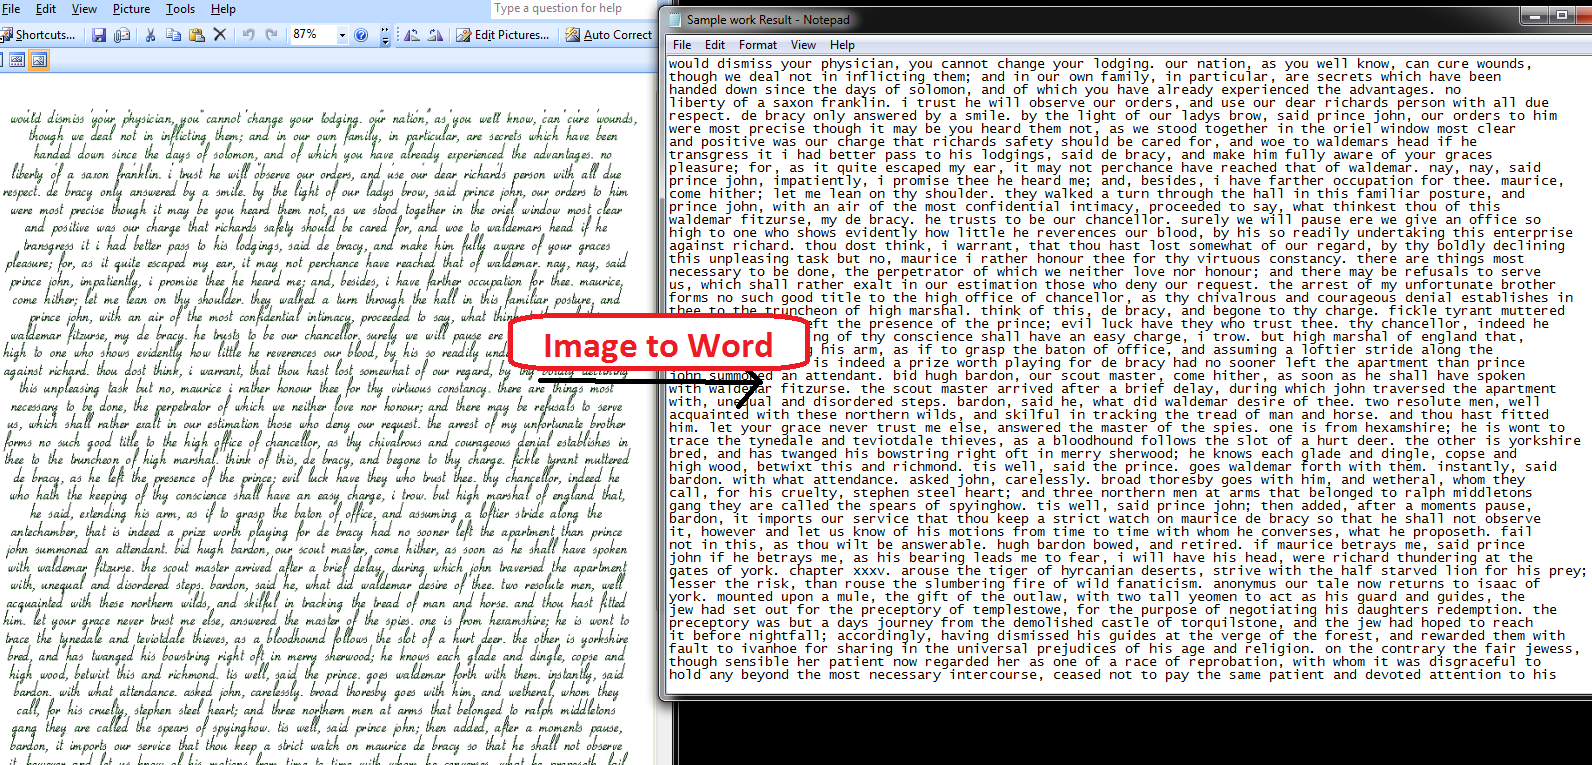 File Edit View Picture Tools Help
Type a question for help
Shortcuts...
87%
Edit Pictures...
Auto Correct
would dismiss your physician, you cannot change your lodging. our nation, as you well know, can cure wounds,
though we deal not in inflicting them; and in our own family, in particular, are secrets which have been
handed down since the days of solomon, and of which you have already experienced the advantages. no
liberty of a saxon franklin. i trust he will observe our orders, and use our dear richards person with all due
respect. de bracy only answered by a smile. by the light of our ladys brow, said prince john, our orders to him
were most precise though it may be you heard them not, as we stood together in the oriel window most clear
and positive was our charge that richards safety should be cared for, and woe to waldemars head if he
transgress it i had better pass to his lodgings, said de bracy, and make him fully aware of your graces
pleasure; for, as it quite escaped my ear, it may not perchance have reached that of waldemar. nay, nay, said
prince john, impatiently, i promise thee he heard me; and, besides, i have farther occupation for thee. maurice,
come hither; let me lean on thy shoulder. they walked a turn through the hall in this familiar posture, and
prince john, with an air of the most confidential intimacy, proceeded to say, what
waldemar fitzurse, my de bracy. he trusts to be our chancellor. surely we will pause ere
high to one who shows evidently how little he reverences our blood, by his so readily
against richard. thou dost think, i warrant, that thou hast lost somewhat of our regard, by thy boldly declining
this unpleasing task but no, maurice i rather honour thee for thy virtuous constancy. there are things most
necessary to be done, the perpetrator of which we neither love nor honour; and there may be refusals to serve
us, which shall rather exalt in our estimation those who deny our request. the arrest of my unfortunate brother
forms no such good title to the high office of chancellor, as thy chivalrous and courageous denial establishes in
thee to the truncheon of high marshal. think of this, de bracy, and begone to thy charge. fickle tyrant muttered
de bracy, as he left the presence of the prince; evil luck have they who trust thee. thy chancellor, indeed he
who hath the keeping of thy conscience shall have an easy charge, i trow. but high marshal of england that,
he said, extending his arm, as if to grasp the baton of office, and assuming a loftier stride along the
antechamber, that is indeed a prize worth playing for de bracy had no sooner left the apartment than prince
john summoned an attendant. bid hugh bardon, our scout master, come hither, as soon as he shall have spoken
with waldemar fitzurse. the scout master arrived after a brief delay, during which john traversed the apartment
with, unequal and disordered steps. bardon, said he, what did waldemar desire of thee. two resolute men, well
acquainted with these northern wilds, and skilful in tracking the tread of man and horse. and thou hast fitted
him. let your grace never trust me else, answered the master of the spies. one is from hexamshire; he is wont to
trace the tynedale and teviotdale thieves, as a bloodhound follows the slot of a hurt deer. the other is yorkshire
bred, and has twanged his bowstring right oft in merry sherwood; he knows each glade and dingle, copse and
high wood, betwixt this and richmond. tis well, said the prince. goes waldemar forth with them. instantly, said
bardon. with what attendance. asked john, carelessly. broad thoresby goes with him, and wetheral, whom they
call, for his cruelty, stephen steel heart; and three northern men at arms that belonged to ralph middletons
gang they are called the spears of spyinghow. tis well, said prince john; then added, after a moments pause,
bardon, it imports our service that thou keep a strict watch on maurice de bracy so that he shall not observe
it, however and let us know of his motions from time to time with whom he converses, what he proposeth. fail
Image to Word
Sample work Result - Notepad
File Edit Format View Help
would dismiss your physician, you cannot change your lodging. our nation, as you well know, can cure wounds,
though we deal not in inflicting them; and in our own family, in particular, are secrets which have been
handed down since the days of solomon, and of which you have already experienced the advantages. no
liberty of a saxon franklin. i trust he will observe our orders, and use our dear richards person with all due
respect. de bracy only answered by a smile. by the light of our ladys brow, said prince john, our orders to him
were most precise though it may be you heard them not, as we stood together in the oriel window most clear
and positive was our charge that richards safety should be cared for, and woe to waldemars head if he
transgress it i had better pass to his lodgings, said de bracy, and make him fully aware of your graces
pleasure; for, as it quite escaped my ear, it may not perchance have reached that of waldemar. nay, nay, said
prince john, impatiently, i promise thee he heard me; and, besides, i have farther occupation for thee. maurice,
come hither; let me lean on thy shoulder. they walked a turn through the hall in this familiar posture, and
prince john, with an air of the most confidential intimacy, proceeded to say, what thinkest thou of this
waldemar fitzurse, my de bracy. he trusts to be our chancellor. surely we will pause ere we give an office so
high to one who shows evidently how little he reverences our blood, by his so readily undertaking this enterprise
against richard. thou dost think, i warrant, that thou hast lost somewhat of our regard, by thy boldly declining
this unpleasing task but no, maurice i rather honour thee for thy virtuous constancy. there are things most
necessary to be done, the perpetrator of which we neither love nor honour; and there may be refusals to serve
us, which shall rather exalt in our estimation those who deny our request. the arrest of my unfortunate brother
forms no such good title to the high office of chancellor, as thy chivalrous and courageous denial establishes in
thee to the truncheon of high marshal. think of this, de bracy, and begone to thy charge. fickle tyrant muttered
left the presence of the prince; evil luck have they who trust thee. thy chancellor, indeed he
of thy conscience shall have an easy charge, i trow. but high marshal of england that,
his arm, as if to grasp the baton of office, and assuming a loftier stride along the
is indeed a prize worth playing for de bracy had no sooner left the apartment than prince
john summoned an attendant. bid hugh bardon, our scout master, come hither, as soon as he shall have spoken
with waldemar fitzurse. the scout master arrived after a brief delay, during which john traversed the apartment
with, unequal and disordered steps. bardon, said he, what did waldemar desire of thee. two resolute men, well
acquainted with these northern wilds, and skilful in tracking the tread of man and horse. and thou hast fitted
him. let your grace never trust me else, answered the master of the spies. one is from hexamshire; he is wont to
trace the tynedale and teviotdale thieves, as a bloodhound follows the slot of a hurt deer. the other is yorkshire
bred, and has twanged his bowstring right oft in merry sherwood; he knows each glade and dingle, copse and
high wood, betwixt this and richmond. tis well, said the prince. goes waldemar forth with them. instantly, said
bardon. with what attendance. asked john, carelessly. broad thoresby goes with him, and wetheral, whom they
call, for his cruelty, stephen steel heart; and three northern men at arms that belonged to ralph middletons
gang they are called the spears of spyinghow. tis well, said prince john; then added, after a moments pause,
bardon, it imports our service that thou keep a strict watch on maurice de bracy so that he shall not observe
it, however and let us know of his motions from time to time with whom he converses, what he proposeth. fail
not in this, as thou wilt be answerable. hugh bardon bowed, and retired. if maurice betrays me, said prince
john if he betrays me, as his bearing leads me to fear, i will have his head, were richard thundering at the
gates of york. chapter xxxv. arouse the tiger of hyrcanian deserts, strive with the half starved lion for his prey;
lesser the risk, than rouse the slumbering fire of wild fanaticism. anonymus our tale now returns to isaac of
york. mounted upon a mule, the gift of the outlaw, with two tall yeomen to act as his guard and guides, the
jew had set out for the preceptory of templestowe, for the purpose of negotiating his daughters redemption. the
preceptory was but a days journey from the demolished castle of torquilstone, and the jew had hoped to reach
it before nightfall; accordingly, having dismissed his guides at the verge of the forest, and rewarded them with
fault to ivanhoe for sharing in the universal prejudices of his age and religion. on the contrary the fair jewess,
though sensible her patient now regarded her as one of a race of reprobation, with whom it was disgraceful to
hold any beyond the most necessary intercourse, ceased not to pay the same patient and devoted attention to his